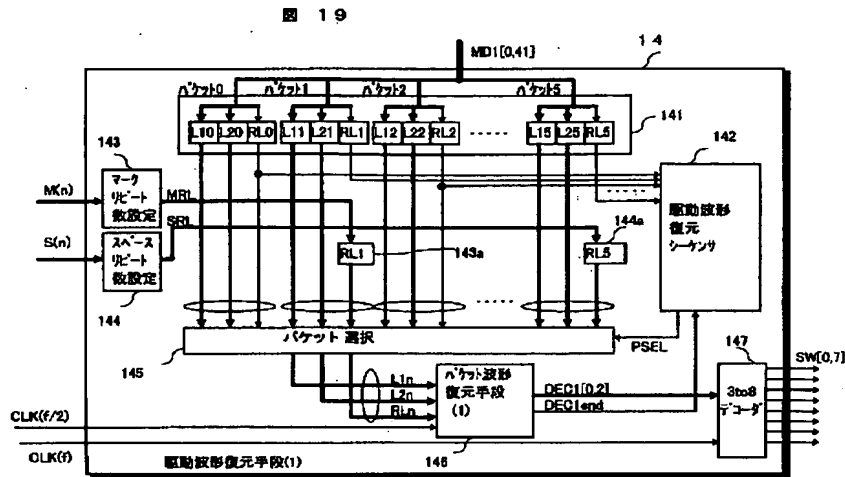 図 19
14
MD1[0,41]
パケット0
パケット1
パケット2
パケット5
L10 L20 RL0 L11 L21 RL1 L12 L22 RL2 ----- L15 L25 RL5
141
142
143
M(n)
マーク
リピート
数設定
MRL
SRL
S(n)
スペース
リピート
数設定
144
RL1
143a
RL5
144a
駆動波形
復元
シーケンサ
パケット 選択
145
PSEL
147
SW[0,7]
L1n
L2n
RLn
パケット波形
復元手段
(1)
DEC1[0,2]
DEC1end
3to8
デコーダ
CLK(f/2)
CLK(f)
駆動波形復元手段(1)
146